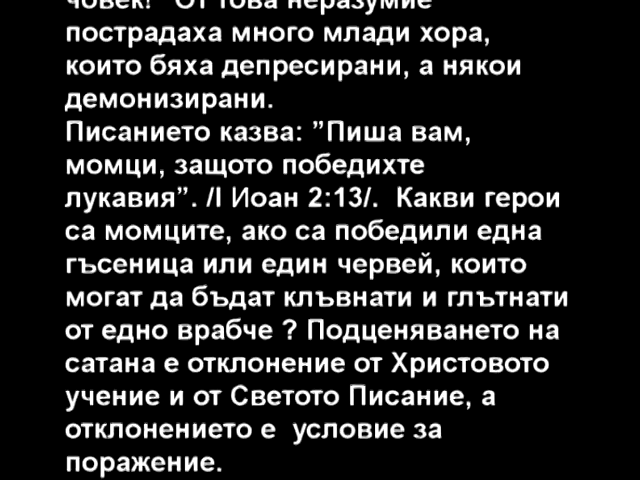 човек!" От това неразумие
пострадаха много млади хора,
които бяха депресирани, а някои
демонизирани.
Писанието казва: ”Пиша вам,
момци, защото победихте
лукавия”. /I Иоан 2:13/.  Какви герои
са момците, ако са победили една
гъсеница или един червей, които
могат да бъдат клъвнати и глътнати
от едно врабче ? Подценяването на
сатана е отклонение от Христовото
учение и от Светото Писание, а
отклонението е  условие за
поражение.